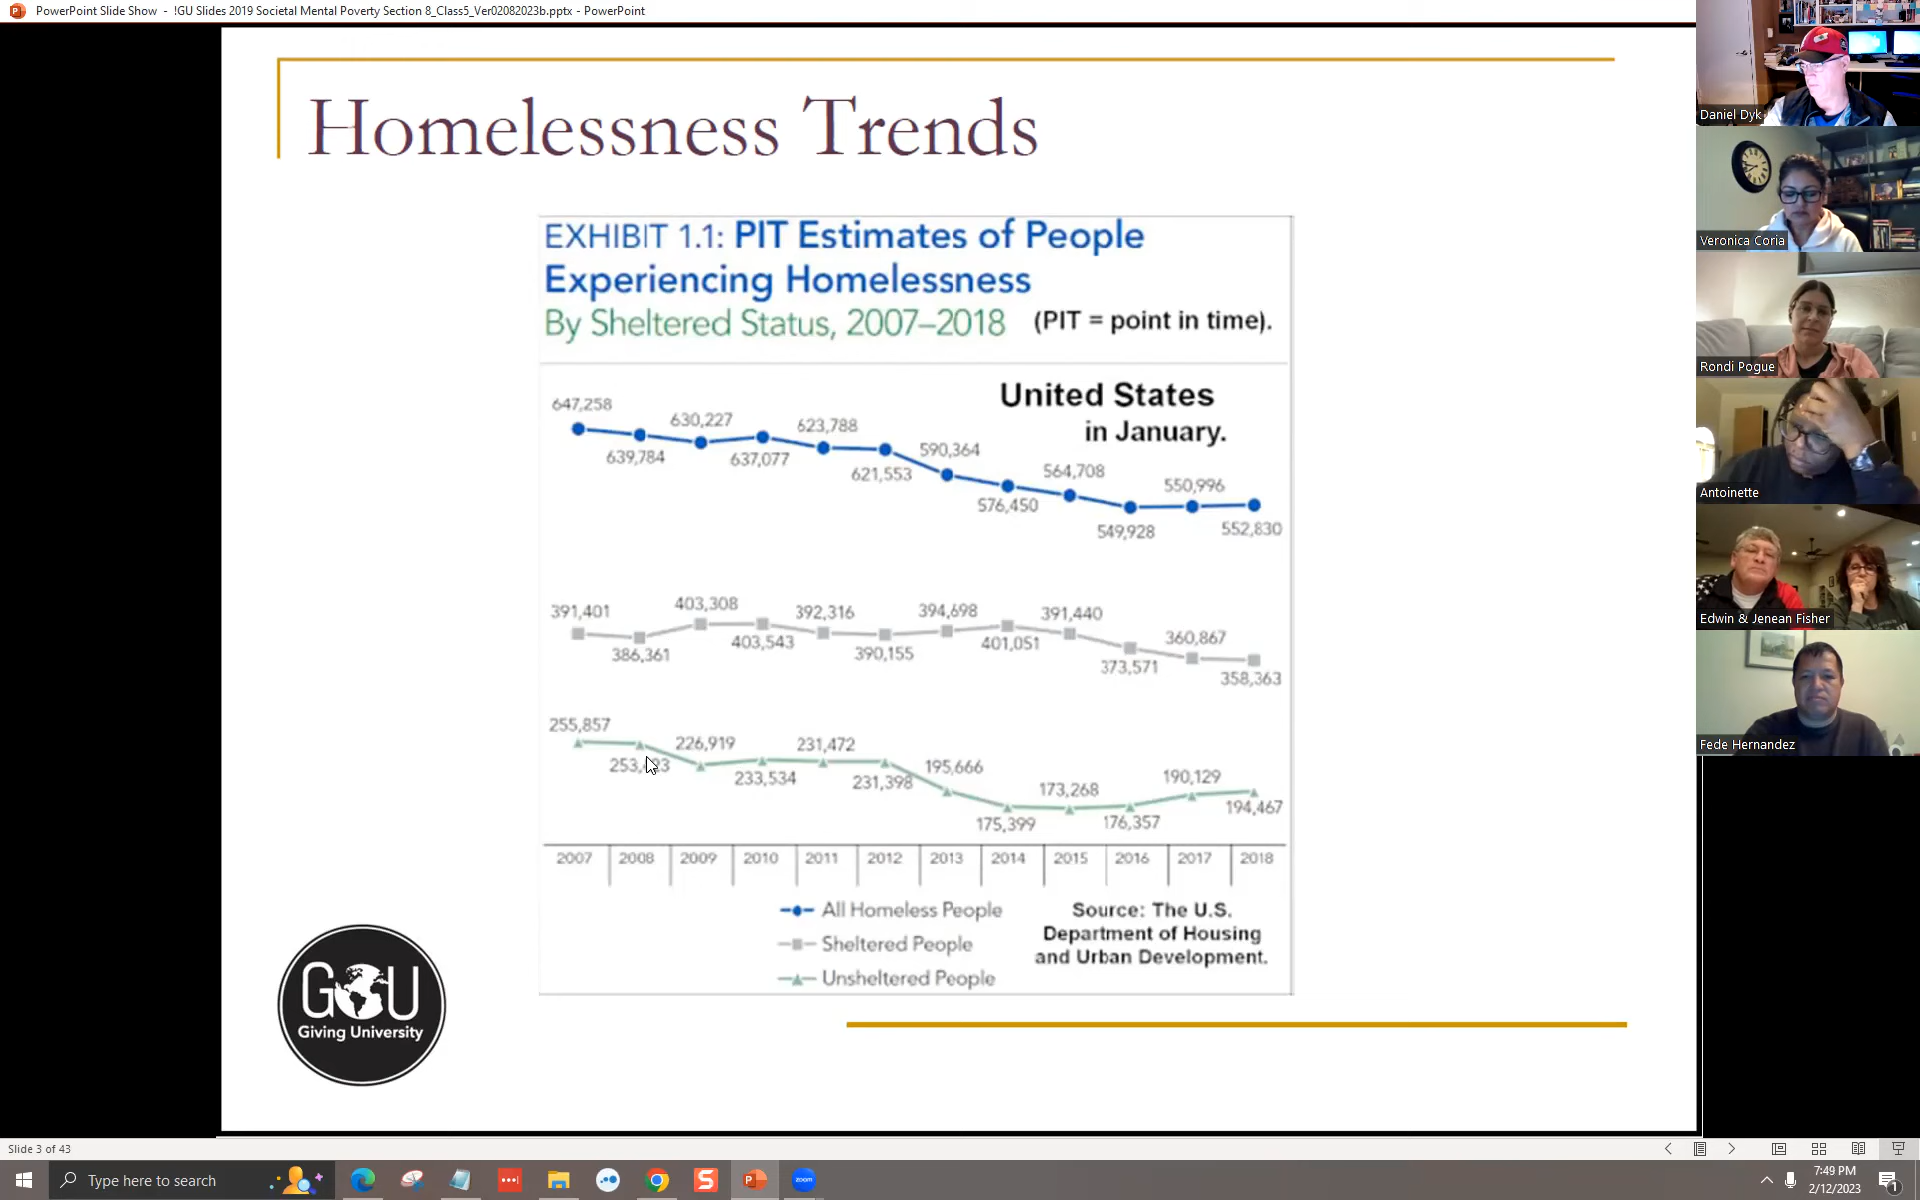 PowerPoint Slide Show - !GU Slides 2019 Societal Mental Poverty Section 8_Class5_Ver02082023b.pptx - PowerPoint
Homelessness Trends
EXHIBIT 1.1: PIT Estimates of People
Experiencing Homelessness
By Sheltered Status, 2007–2018 (PIT = point in time).
United States
in January.
647,258
639,784
630,227
637,077
623,788
621,553
590,364
576,450
564,708
549,928
550,996
552,830
391,401
386,361
403,308
403,543
392,316
390,155
394,698
401,051
391,440
373,571
360,867
358,363
255,857
226,919
233,534
231,472
231,398
195,666
175,399
173,268
176,357
190,129
194,467
2007 2008 2009 2010 2011 2012 2013 2014 2015 2016 2017 2018
All Homeless People
Sheltered People
Unsheltered People
Source: The U.S.
Department of Housing
and Urban Development.
GU
Giving University
Daniel Dyk
Veronica Coria
Rondi Pogue
Antoinette
Edwin & Jenean Fisher
Fede Hernandez
Slide 3 of 43
Type here to search
S
P
zoom
7:49 PM
2/12/2023
1